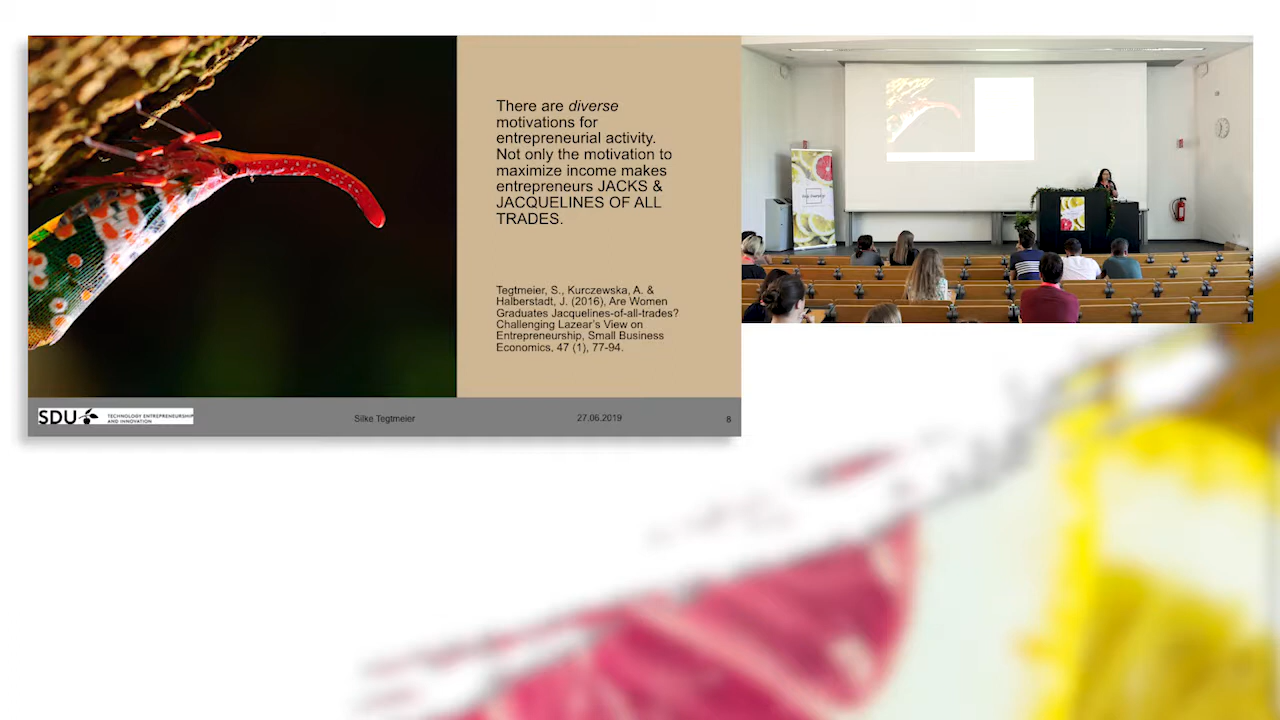 There are diverse
motivations for
entrepreneurial activity.
Not only the motivation to
maximize income makes
entrepreneurs JACKS &
JACQUELINES OF ALL
TRADES.
Tegtmeier, S., Kurczewska, A. &
Halberstadt, J. (2016), Are Women
Graduates Jacquelines-of-all-trades?
Challenging Lazear's View on
Entrepreneurship, Small Business
Economics, 47 (1), 77-94.
SDU
TECHNOLOGY ENTREPRENEURSHIP
AND INNOVATION
Silke Tegtmeier
27.06.2019
8